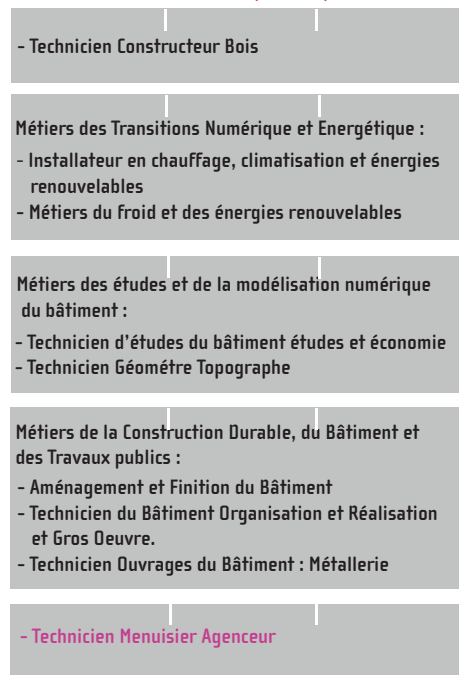 - Technicien Constructeur Bois
Métiers des Transitions Numérique et Energétique :
- Installateur en chauffage, climatisation et énergies
renouvelables
- Métiers du froid et des énergies renouvelables
Métiers des études et de la modélisation numérique
du bâtiment :
- Technicien d'études du bâtiment études et économie
- Technicien Géométre Topographe
Métiers de la Construction Durable, du Bâtiment et
des Travaux publics :
- Aménagement et Finition du Bâtiment
- Technicien du Bâtiment Organisation et Réalisation
et Gros Oeuvre.
- Technicien Ouvrages du Bâtiment : Métallerie
- Technicien Menuisier Agenceur